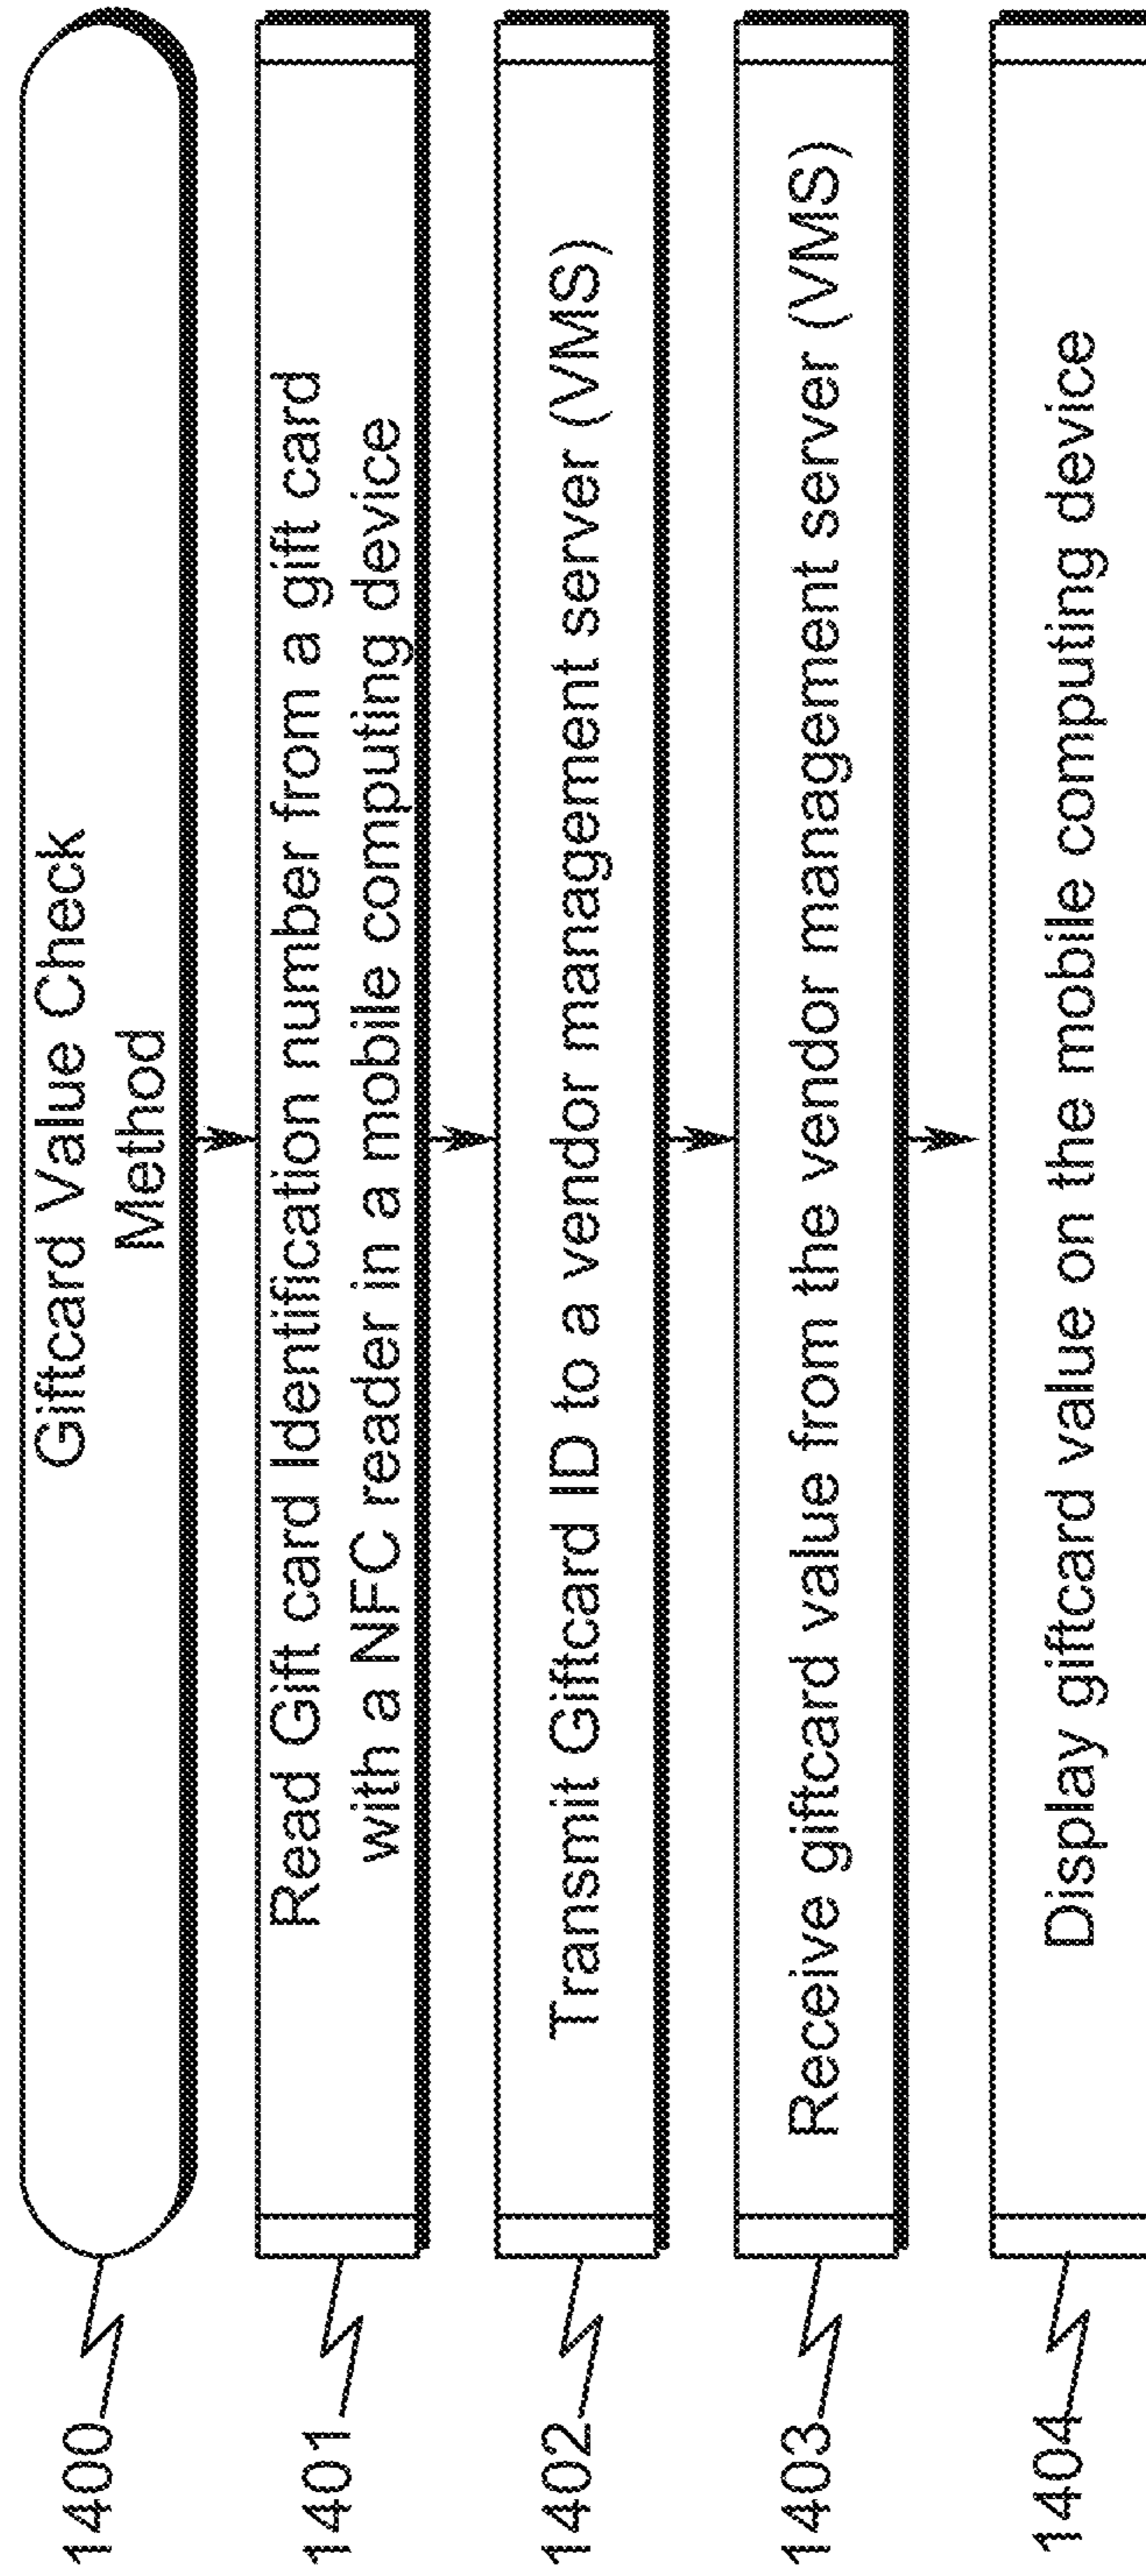 1400
Giftcard Value Check
Method
1401
Read Gift card Identification number from a gift card
with a NFC reader in a mobile computing device
1402
Transmit Giftcard ID to a vendor management server (VMS)
1403
Receive giftcard value from the vendor management server (VMS)
1404
Display giftcard value on the mobile computing device